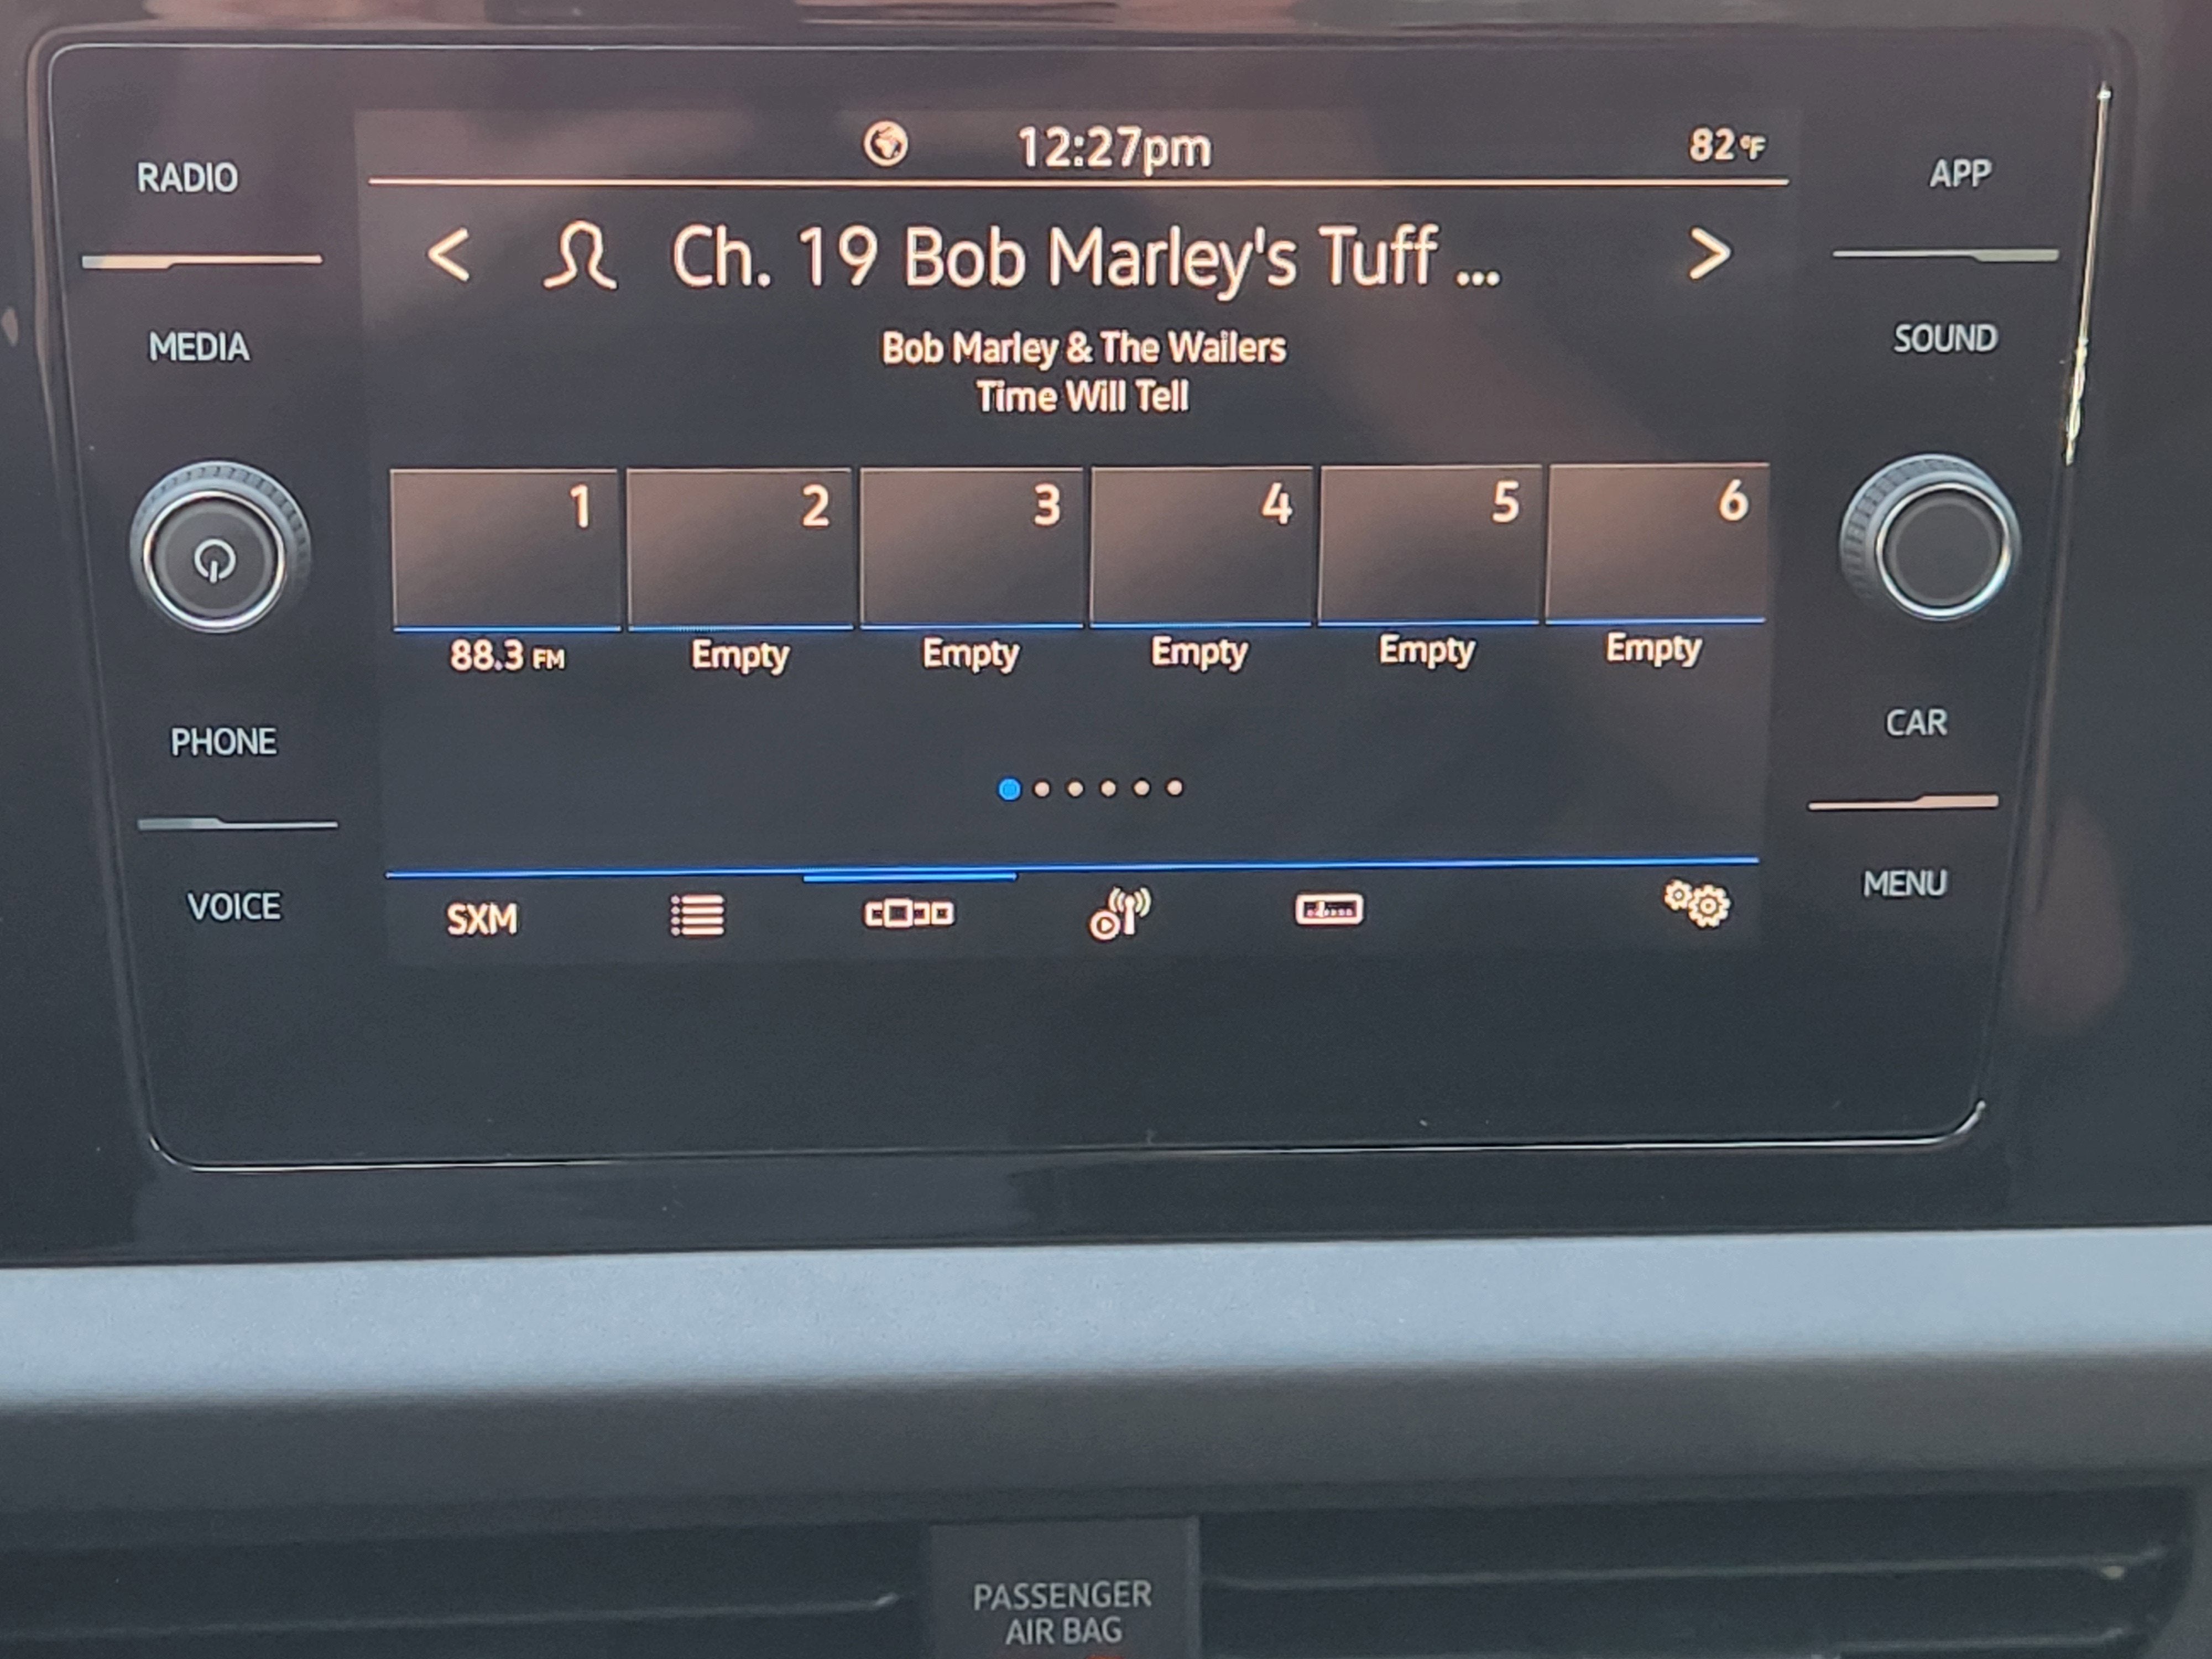 12:27pm
82°F
RADIO
APP
< Ch. 19 Bob Marley's Tuff ... >
MEDIA
SOUND
Bob Marley & The Wailers
Time Will Tell
1 2 3 4 5 6
88.3 FM Empty Empty Empty Empty Empty
PHONE
CAR
VOICE
MENU
SXM
PASSENGER
AIR BAG